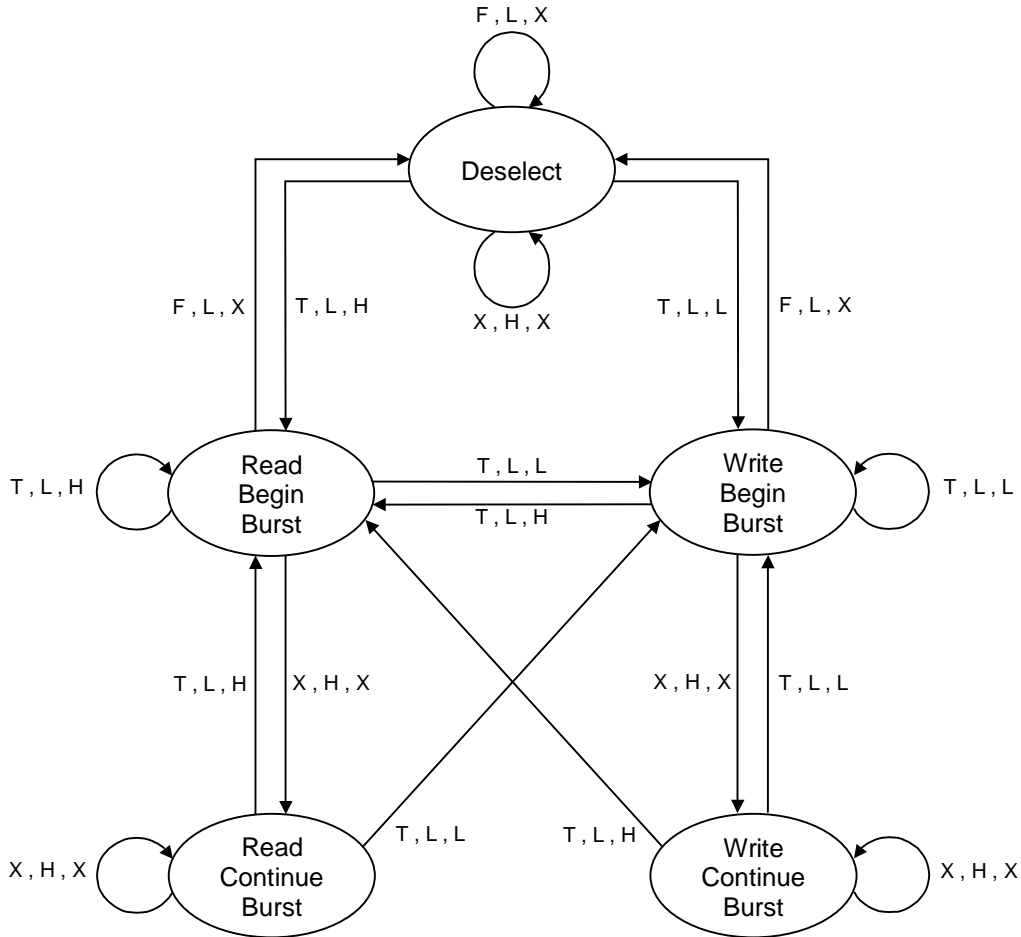 F , L , X
Deselect
X , H , X
F , L , X
T , L , H
T , L , L
F , L , X
T , L , H
Read
Begin
Burst
T , L , L
T , L , H
Write
Begin
Burst
T , L , L
T , L , H
X , H , X
X , H , X
T , L , L
T , L , L
T , L , H
X , H , X
Read
Continue
Burst
Write
Continue
Burst
X , H , X